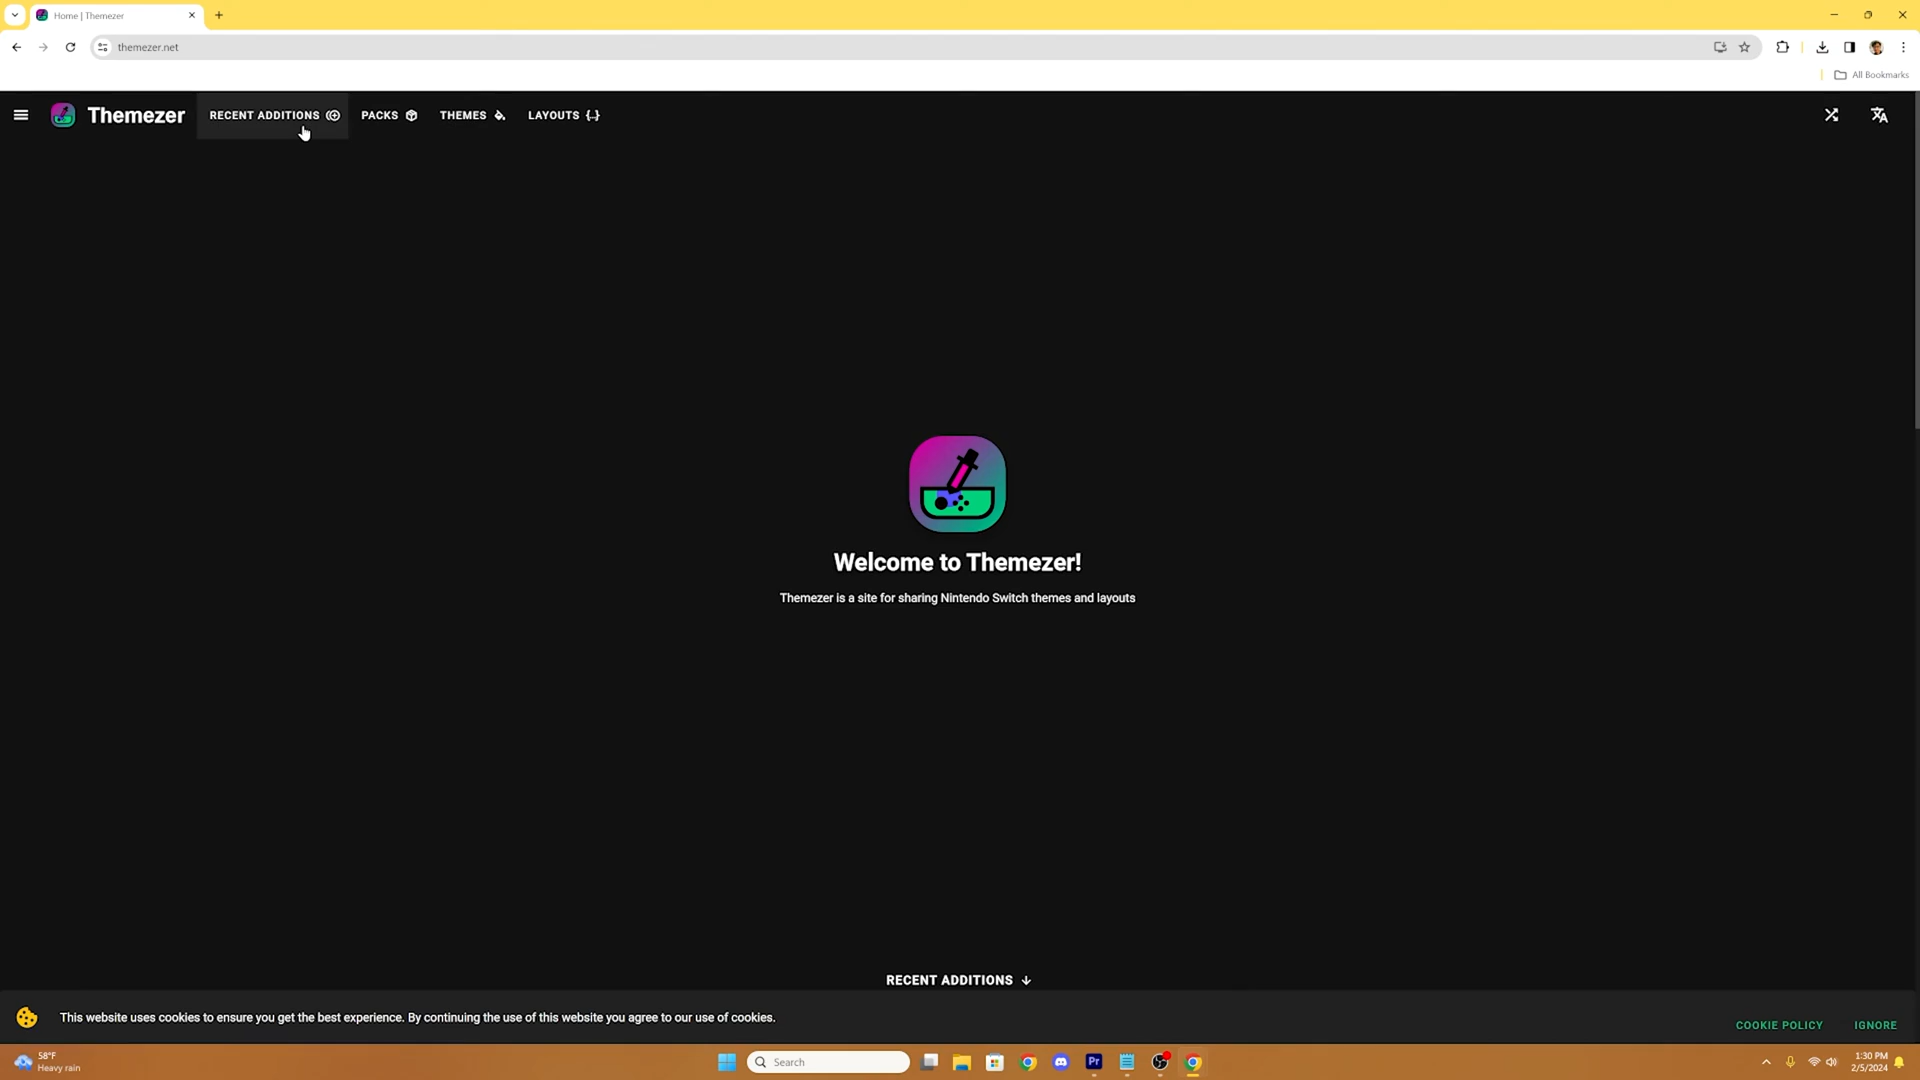 Home | Themezer
themezer.net
All Bookmarks
Themezer
RECENT ADDITIONS
PACKS
THEMES
LAYOUTS
Welcome to Themezer!
Themezer is a site for sharing Nintendo Switch themes and layouts
RECENT ADDITIONS
This website uses cookies to ensure you get the best experience. By continuing the use of this website you agree to our use of cookies.
COOKIE POLICY
IGNORE
58°F
Heavy rain
Search
Pr
1:30 PM
2/5/2024